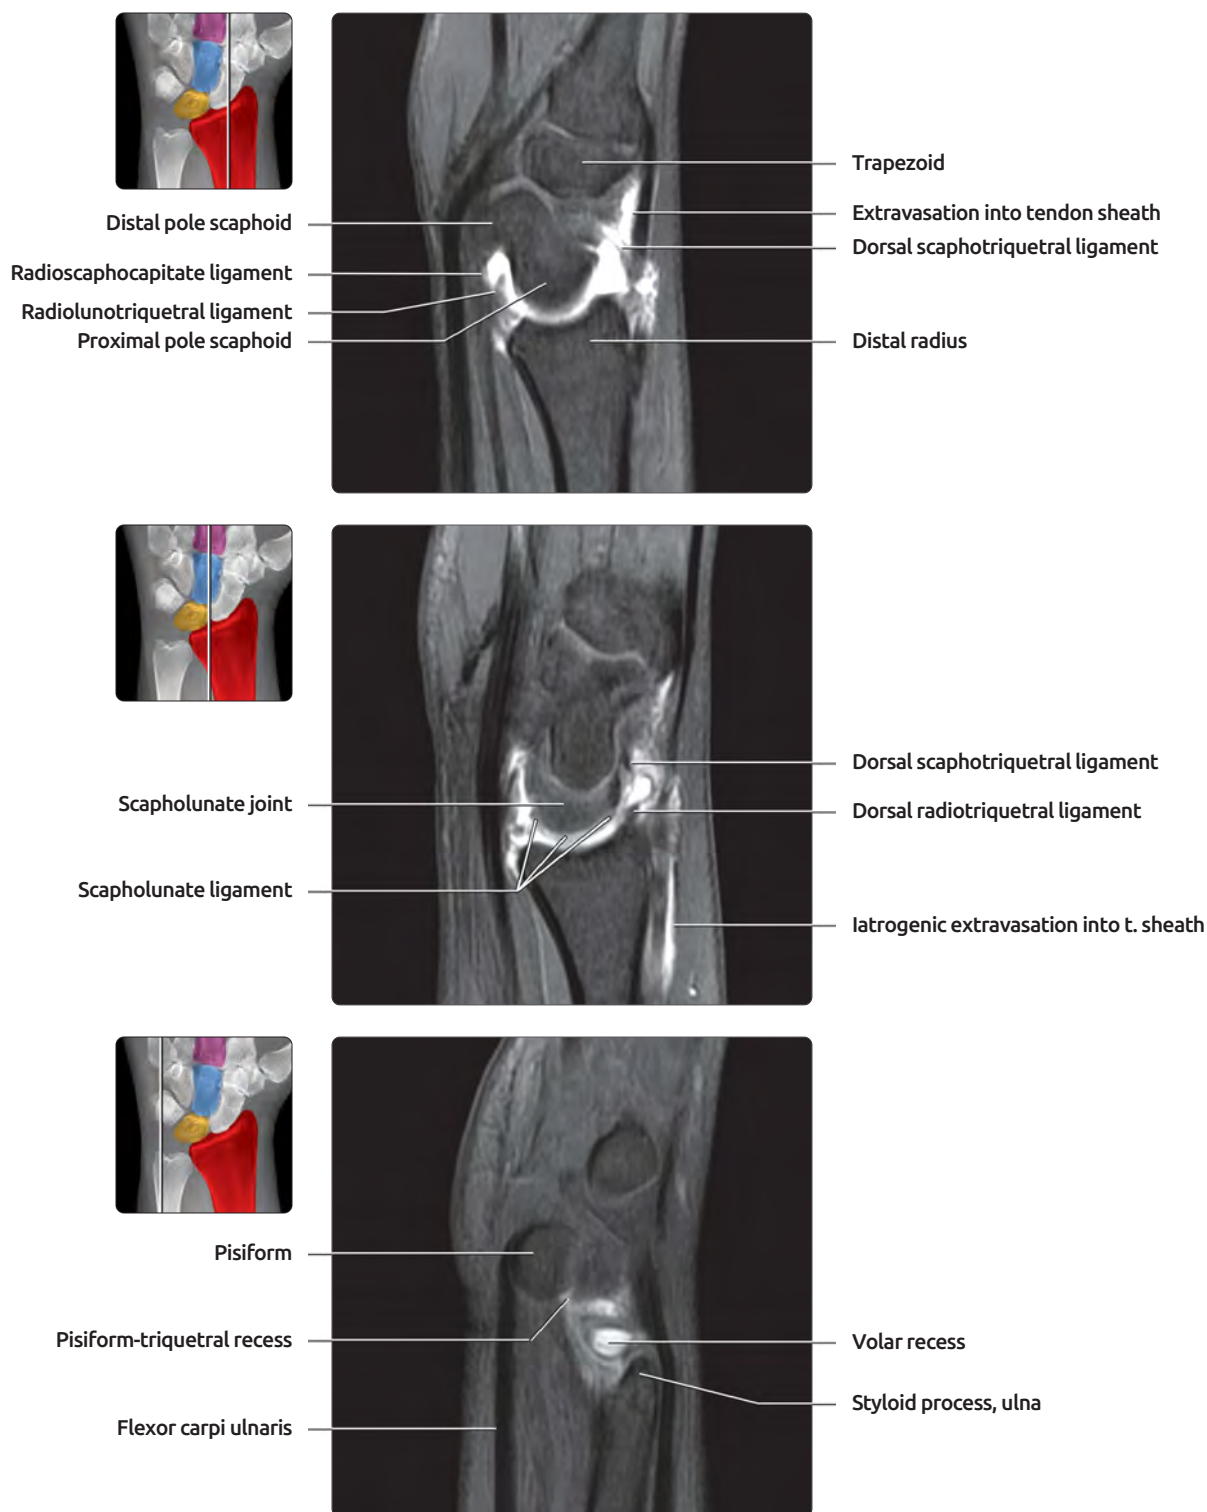 Trapezoid
Distal pole scaphoid
Extravasation into tendon sheath
Dorsal scaphotriquetral ligament
Radioscaphocapitate ligament
Radiolunotriquetral ligament
Proximal pole scaphoid
Distal radius
Dorsal scaphotriquetral ligament
Scapholunate joint
Dorsal radiotriquetral ligament
Scapholunate ligament
Iatrogenic extravasation into t. sheath
Pisiform
Pisiform-triquetral recess
Volar recess
Styloid process, ulna
Flexor carpi ulnaris